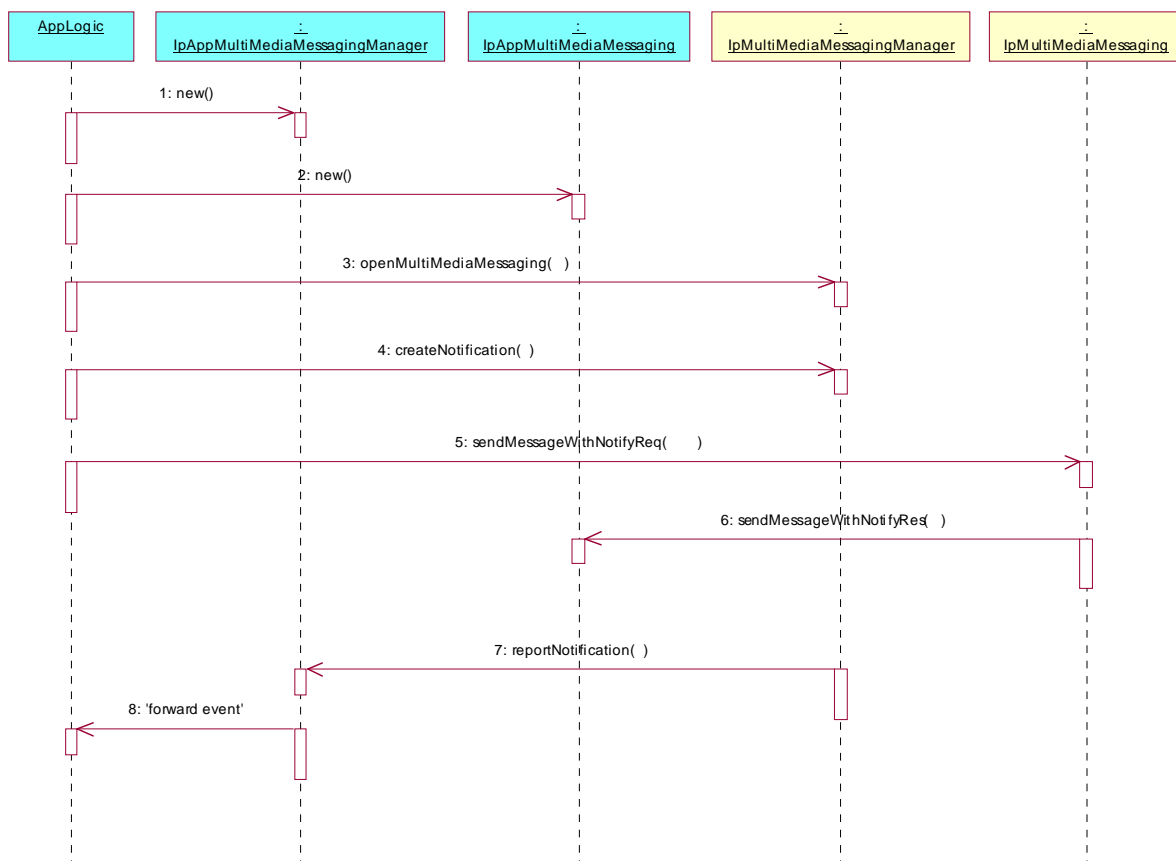 AppLogic
:
IpAppMultiMediaMessagingManager
:
IpAppMultiMediaMessaging
:
IpMultiMediaMessagingManager
:
IpMultiMediaMessaging
1: new()
2: new()
3: openMultiMediaMessaging( )
4: createNotification( )
5: sendMessageWithNotifyReq( )
6: sendMessageWithNotifyRes( )
7: reportNotification( )
8: 'forward event'